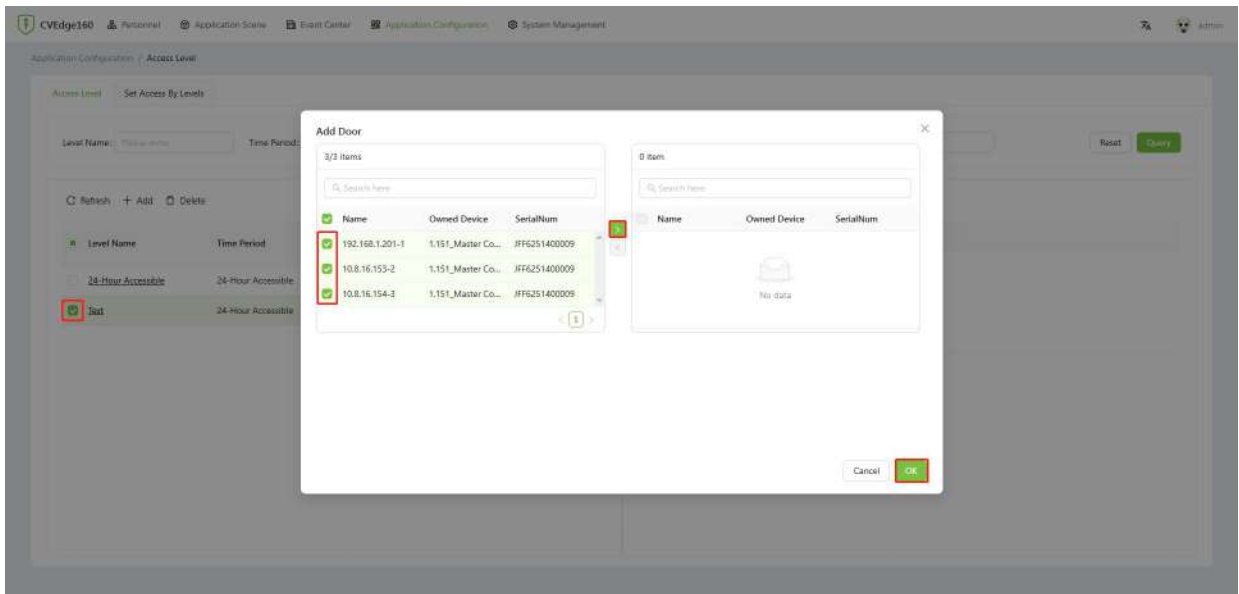 CVEdge160 Personnel Application Scene Event Center Application Configuration System Management admin
Application Configuration / Access Level
Access Level Set Access By Levels
Level Name: Please enter Time Period: Reset Query
Add Door
3/3 items 0 item
Search here Search here
Refresh + Add Delete
Name Owned Device SerialNum Name Owned Device SerialNum
Level Name Time Period
192.168.1.201-1 1.151_Master Co... JFF6251400009
10.8.16.153-2 1.151_Master Co... JFF6251400009
24-Hour Accessible 24-Hour Accessible
10.8.16.154-3 1.151_Master Co... JFF6251400009
No data
Test 24-Hour Accessible
< 1 >
Cancel OK